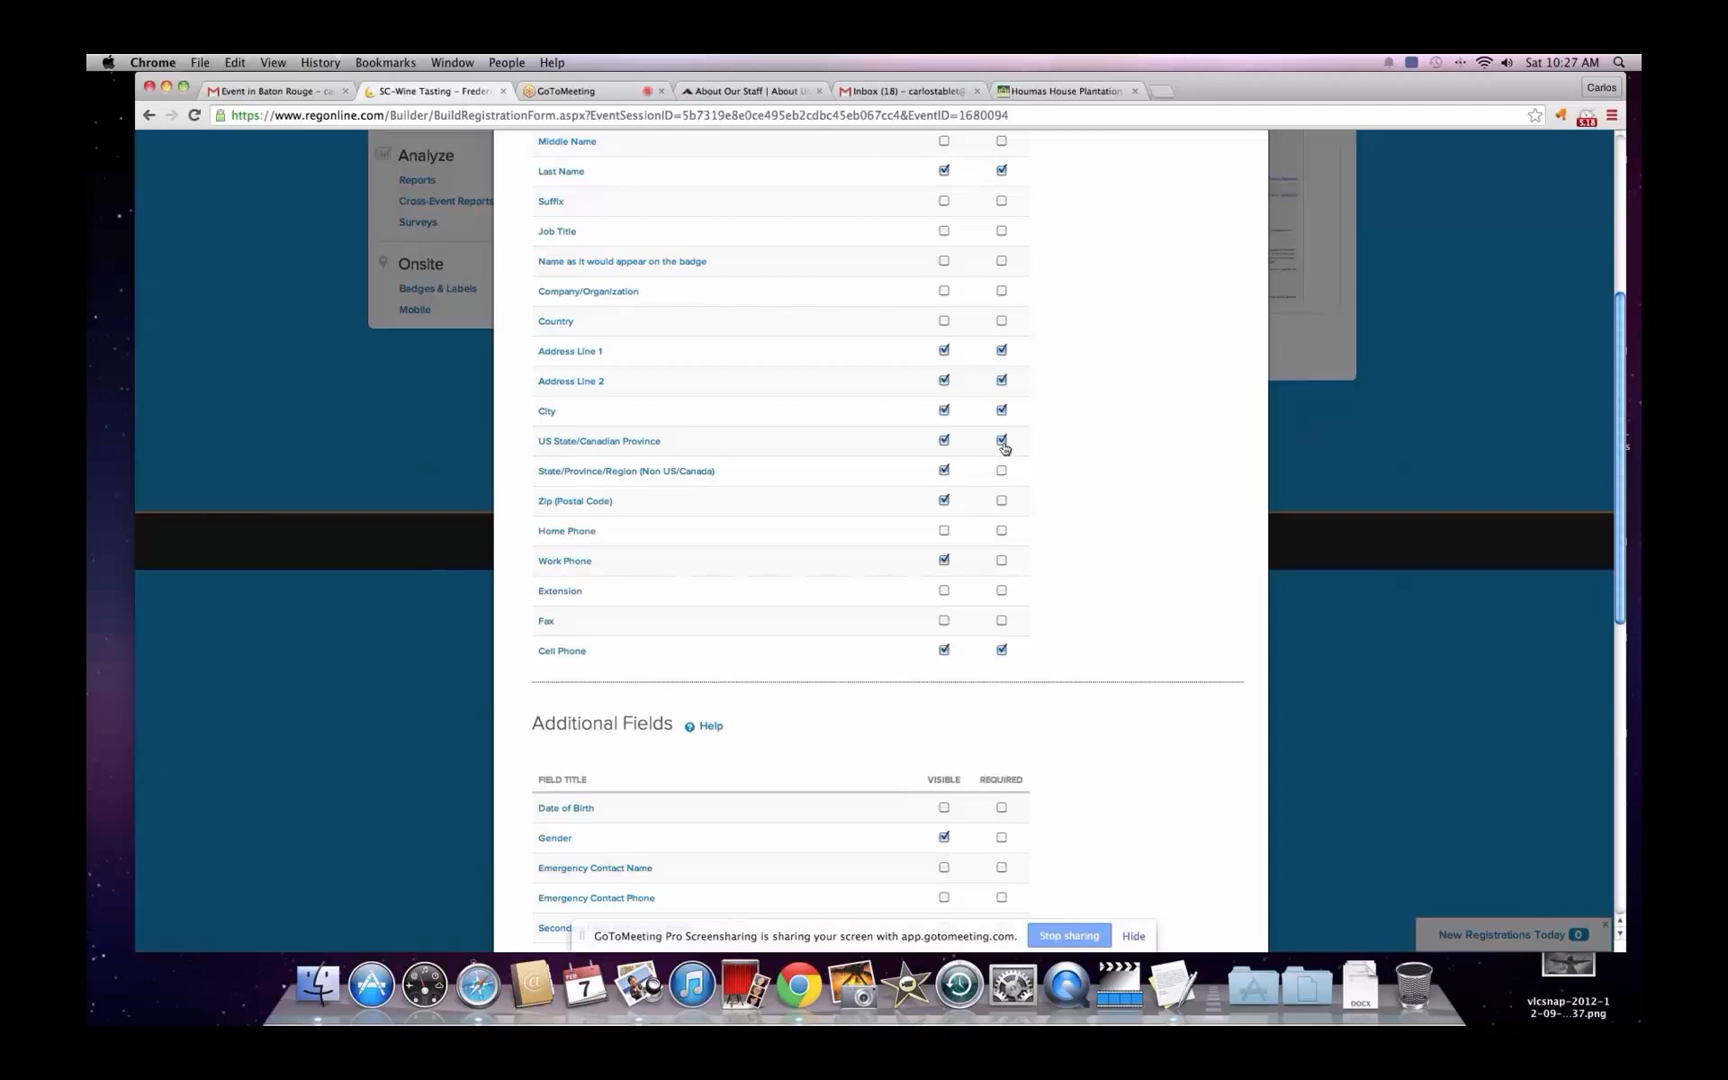 Chrome File Edit View History Bookmarks Window People Help Sat 10:27 AM
Event in Baton Rouge – ca SC–Wine Tasting – Frederi GoToMeeting About Our Staff | About U Inbox (18) – carlostablet@ Houmas House Plantation Carlos
https://www.regonline.com/Builder/BuildRegistrationForm.aspx?EventSessionID=5b7319e8e0ce495eb2cdbc45eb067cc4&EventID=1680094
Analyze
Reports
Cross-Event Reports
Surveys
Onsite
Badges & Labels
Mobile
Middle Name
Last Name
Suffix
Job Title
Name as it would appear on the badge
Company/Organization
Country
Address Line 1
Address Line 2
City
US State/Canadian Province
State/Province/Region (Non US/Canada)
Zip (Postal Code)
Home Phone
Work Phone
Extension
Fax
Cell Phone
Additional Fields Help
FIELD TITLE VISIBLE REQUIRED
Date of Birth
Gender
Emergency Contact Name
Emergency Contact Phone
Second
GoToMeeting Pro Screensharing is sharing your screen with app.gotomeeting.com. Stop sharing Hide
New Registrations Today 0
FEB
7
DOCX
vlcsnap-2012-1
2-09-...37.png